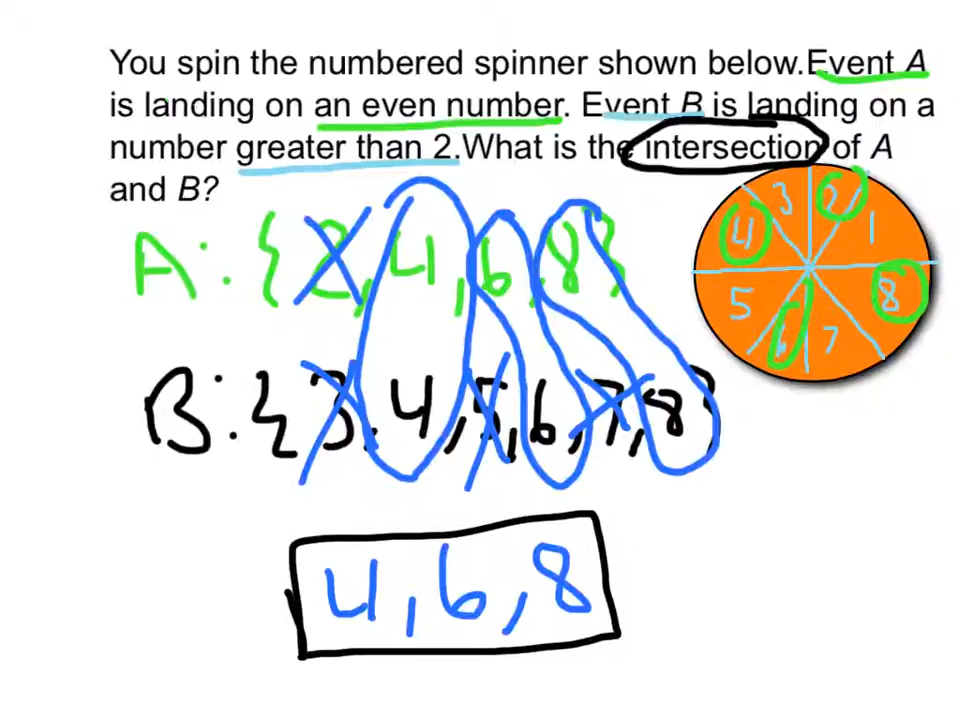 You spin the numbered spinner shown below.Event A
is landing on an even number. Event B is landing on a
number greater than 2.What is the intersection of A
and B?
3 2
4 1
5 8
6 7
A: {2,4,6,8}
B: {3,4,5,6,7,8}
4,6,8